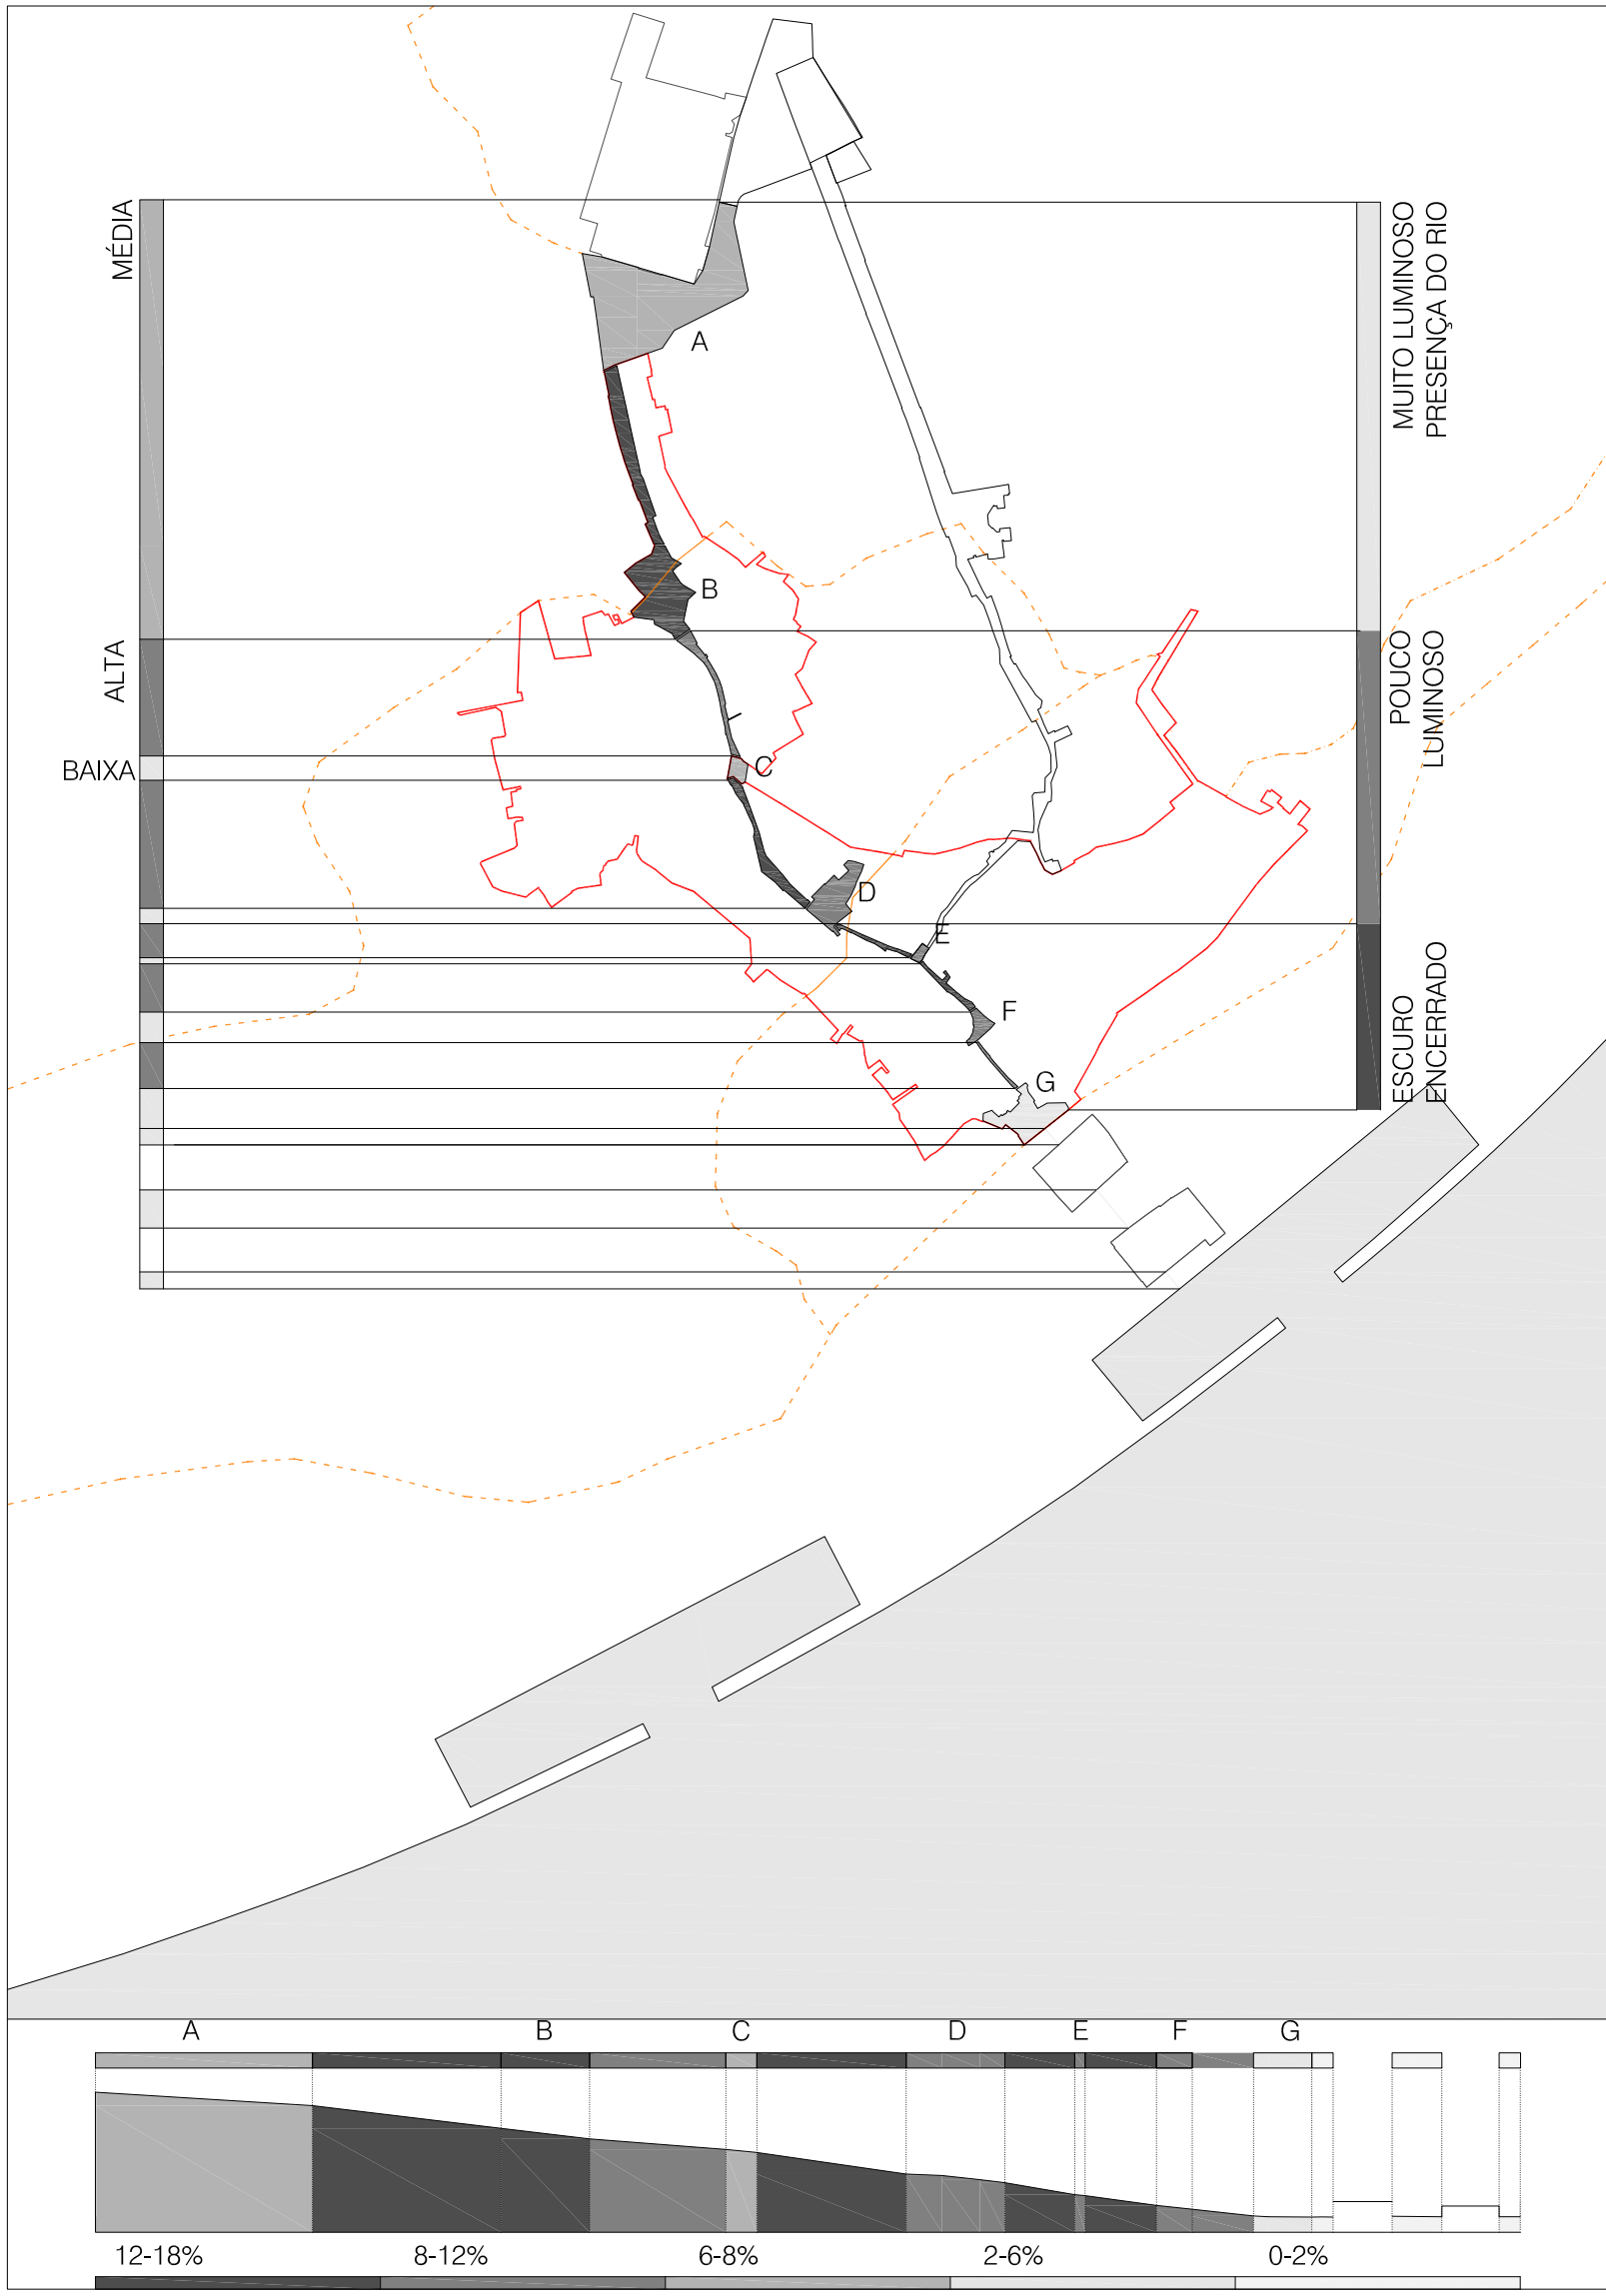 MÉDIA
ALTA
BAIXA
MUITO LUMINOSO
PRESENÇA DO RIO
POUCO
LUMINOSO
ESCURO
ENCERRADO
A
B
C
D
E
F
G
A B C D E F G
12-18% 8-12% 6-8% 2-6% 0-2%